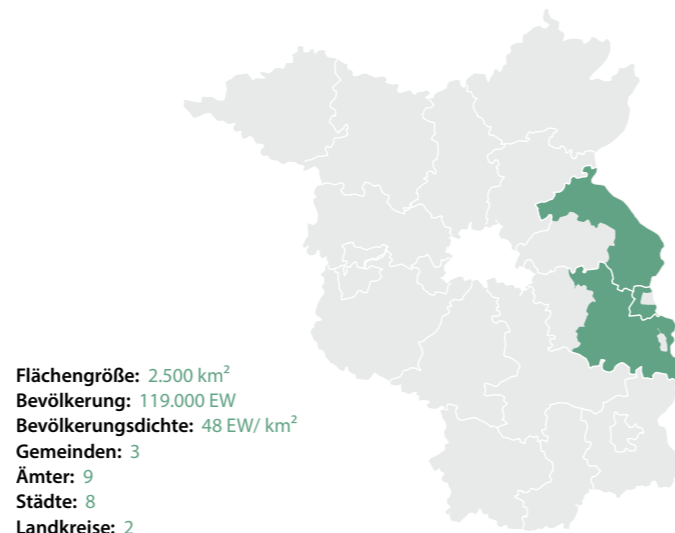 Flächengröße: 2.500 km²
Bevölkerung: 119.000 EW
Bevölkerungsdichte: 48 EW/ km²
Gemeinden: 3
Ämter: 9
Städte: 8
Landkreise: 2